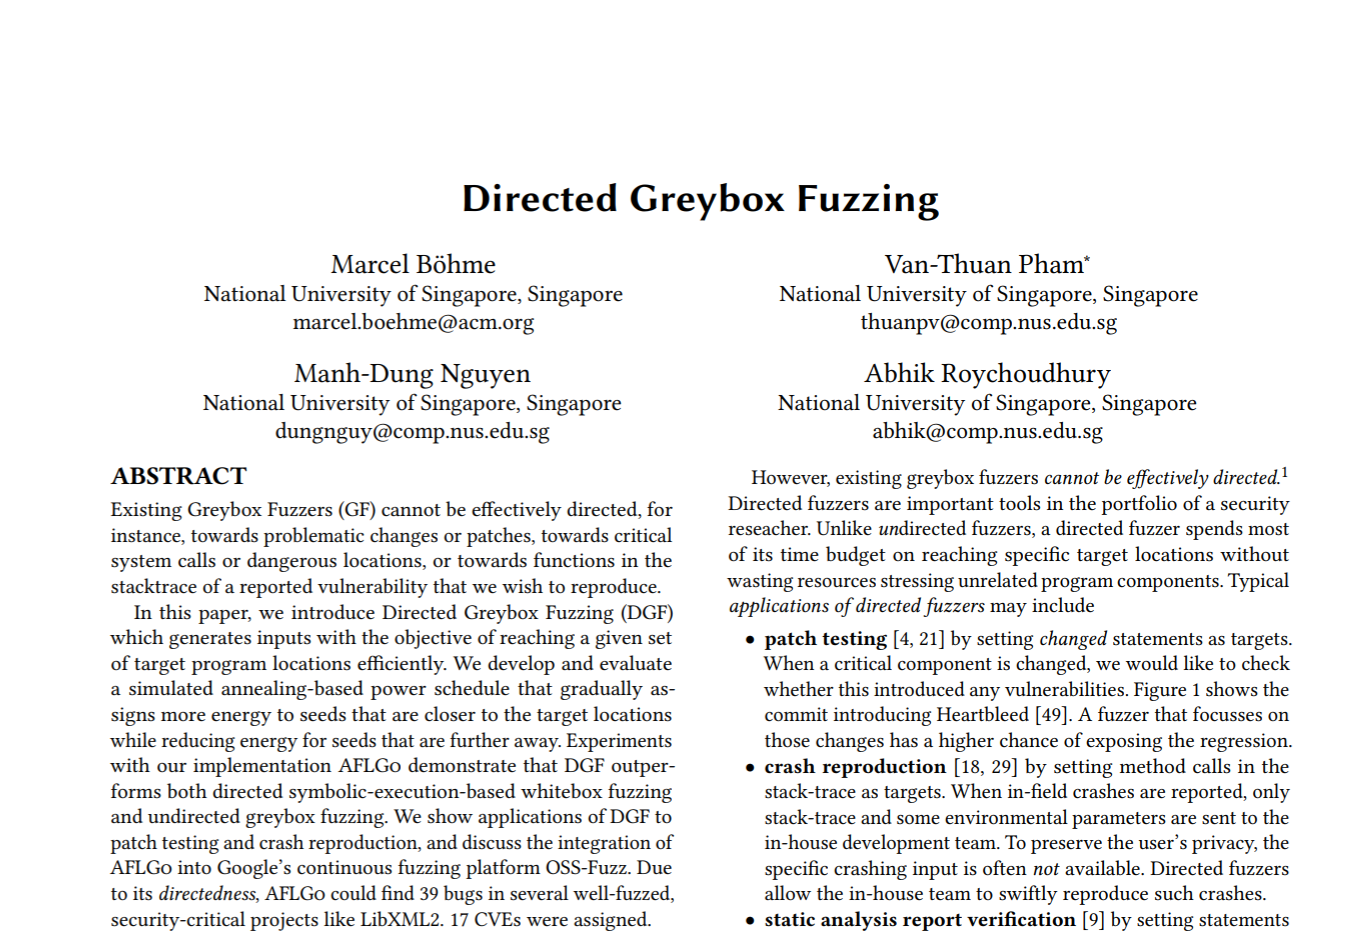 Directed Greybox Fuzzing
Marcel Böhme
National University of Singapore, Singapore
marcel.boehme@acm.org
Van-Thuan Pham*
National University of Singapore, Singapore
thuanpv@comp.nus.edu.sg
Manh-Dung Nguyen
National University of Singapore, Singapore
dungnguy@comp.nus.edu.sg
Abhik Roychoudhury
National University of Singapore, Singapore
abhik@comp.nus.edu.sg
ABSTRACT
Existing Greybox Fuzzers (GF) cannot be effectively directed, for
instance, towards problematic changes or patches, towards critical
system calls or dangerous locations, or towards functions in the
stacktrace of a reported vulnerability that we wish to reproduce.
In this paper, we introduce Directed Greybox Fuzzing (DGF)
which generates inputs with the objective of reaching a given set
of target program locations efficiently. We develop and evaluate
a simulated annealing-based power schedule that gradually as-
signs more energy to seeds that are closer to the target locations
while reducing energy for seeds that are further away. Experiments
with our implementation AFLGo demonstrate that DGF outper-
forms both directed symbolic-execution-based whitebox fuzzing
and undirected greybox fuzzing. We show applications of DGF to
patch testing and crash reproduction, and discuss the integration of
AFLGo into Google's continuous fuzzing platform OSS-Fuzz. Due
to its directedness, AFLGo could find 39 bugs in several well-fuzzed,
security-critical projects like LibXML2. 17 CVEs were assigned.
However, existing greybox fuzzers cannot be effectively directed.¹
Directed fuzzers are important tools in the portfolio of a security
reseacher. Unlike undirected fuzzers, a directed fuzzer spends most
of its time budget on reaching specific target locations without
wasting resources stressing unrelated program components. Typical
applications of directed fuzzers may include
• patch testing [4, 21] by setting changed statements as targets.
When a critical component is changed, we would like to check
whether this introduced any vulnerabilities. Figure 1 shows the
commit introducing Heartbleed [49]. A fuzzer that focusses on
those changes has a higher chance of exposing the regression.
• crash reproduction [18, 29] by setting method calls in the
stack-trace as targets. When in-field crashes are reported, only
stack-trace and some environmental parameters are sent to the
in-house development team. To preserve the user's privacy, the
specific crashing input is often not available. Directed fuzzers
allow the in-house team to swiftly reproduce such crashes.
• static analysis report verification [9] by setting statements